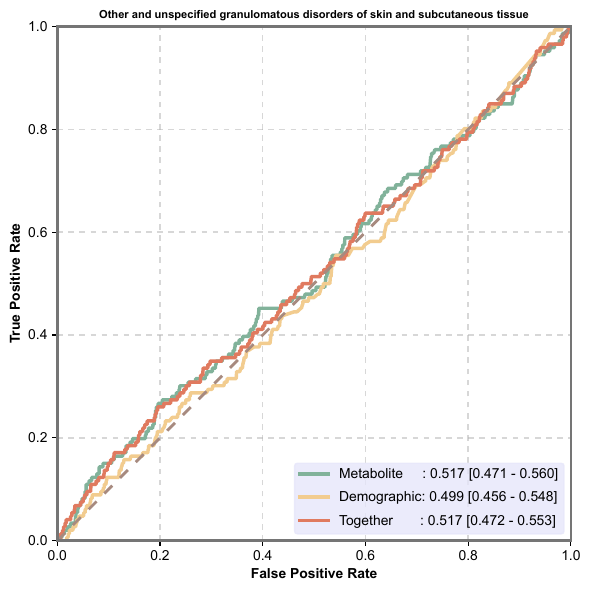 Other and unspecified granulomatous disorders of skin and subcutaneous tissue
1.0
0.8
0.6
0.4
0.2
0.0
True Positive Rate
Metabolite : 0.517 [0.471 - 0.560]
Demographic: 0.499 [0.456 - 0.548]
Together : 0.517 [0.472 - 0.553]
0.0 0.2 0.4 0.6 0.8 1.0
False Positive Rate